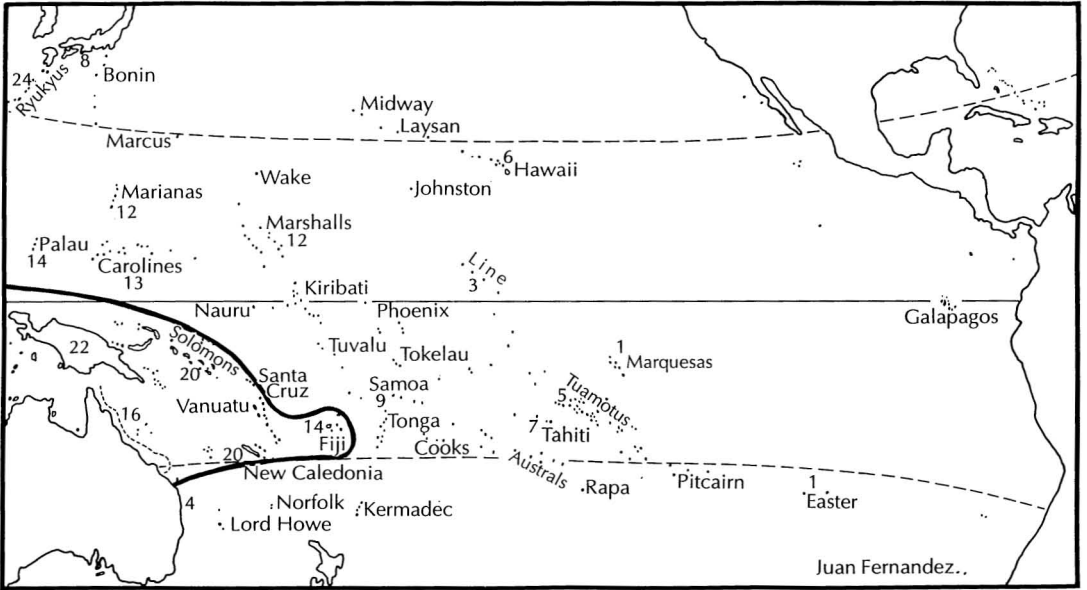 8
24
Ryukyus
Bonin
Midway
Laysan
Marcus
6
Hawaii
Wake
Johnston
Marianas
12
Marshalls
12
Palau
14
Carolines
13
Line
3
Kiribati
Nauru
Phoenix
Galapagos
Solomons
22
Tuvalu
Tokelau
1
Marquesas
20
Santa
Cruz
Samoa
9
Tuamotus
5
Vanuatu
16
14
Fiji
Tonga
7
Tahiti
Cooks
20
New Caledonia
Australs
Rapa
Pitcairn
1
Easter
4
Norfolk
Kermadec
Lord Howe
Juan Fernandez